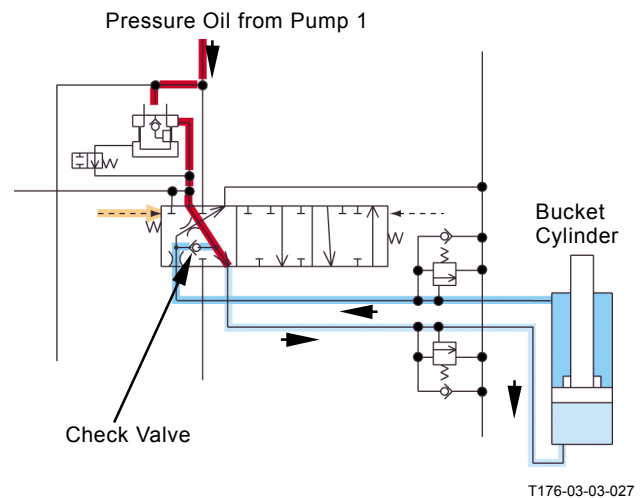 Pressure Oil from Pump 1
Bucket
Cylinder
Check Valve
T176-03-03-027